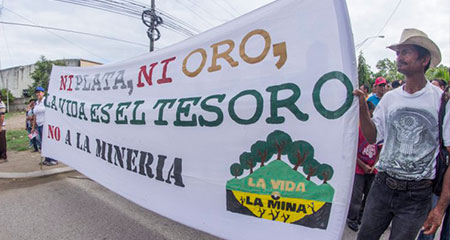 NI PLATA, NI ORO,
LA VIDA ES EL TESORO
NO A LA MINERIA
LA VIDA
O
LA MINA